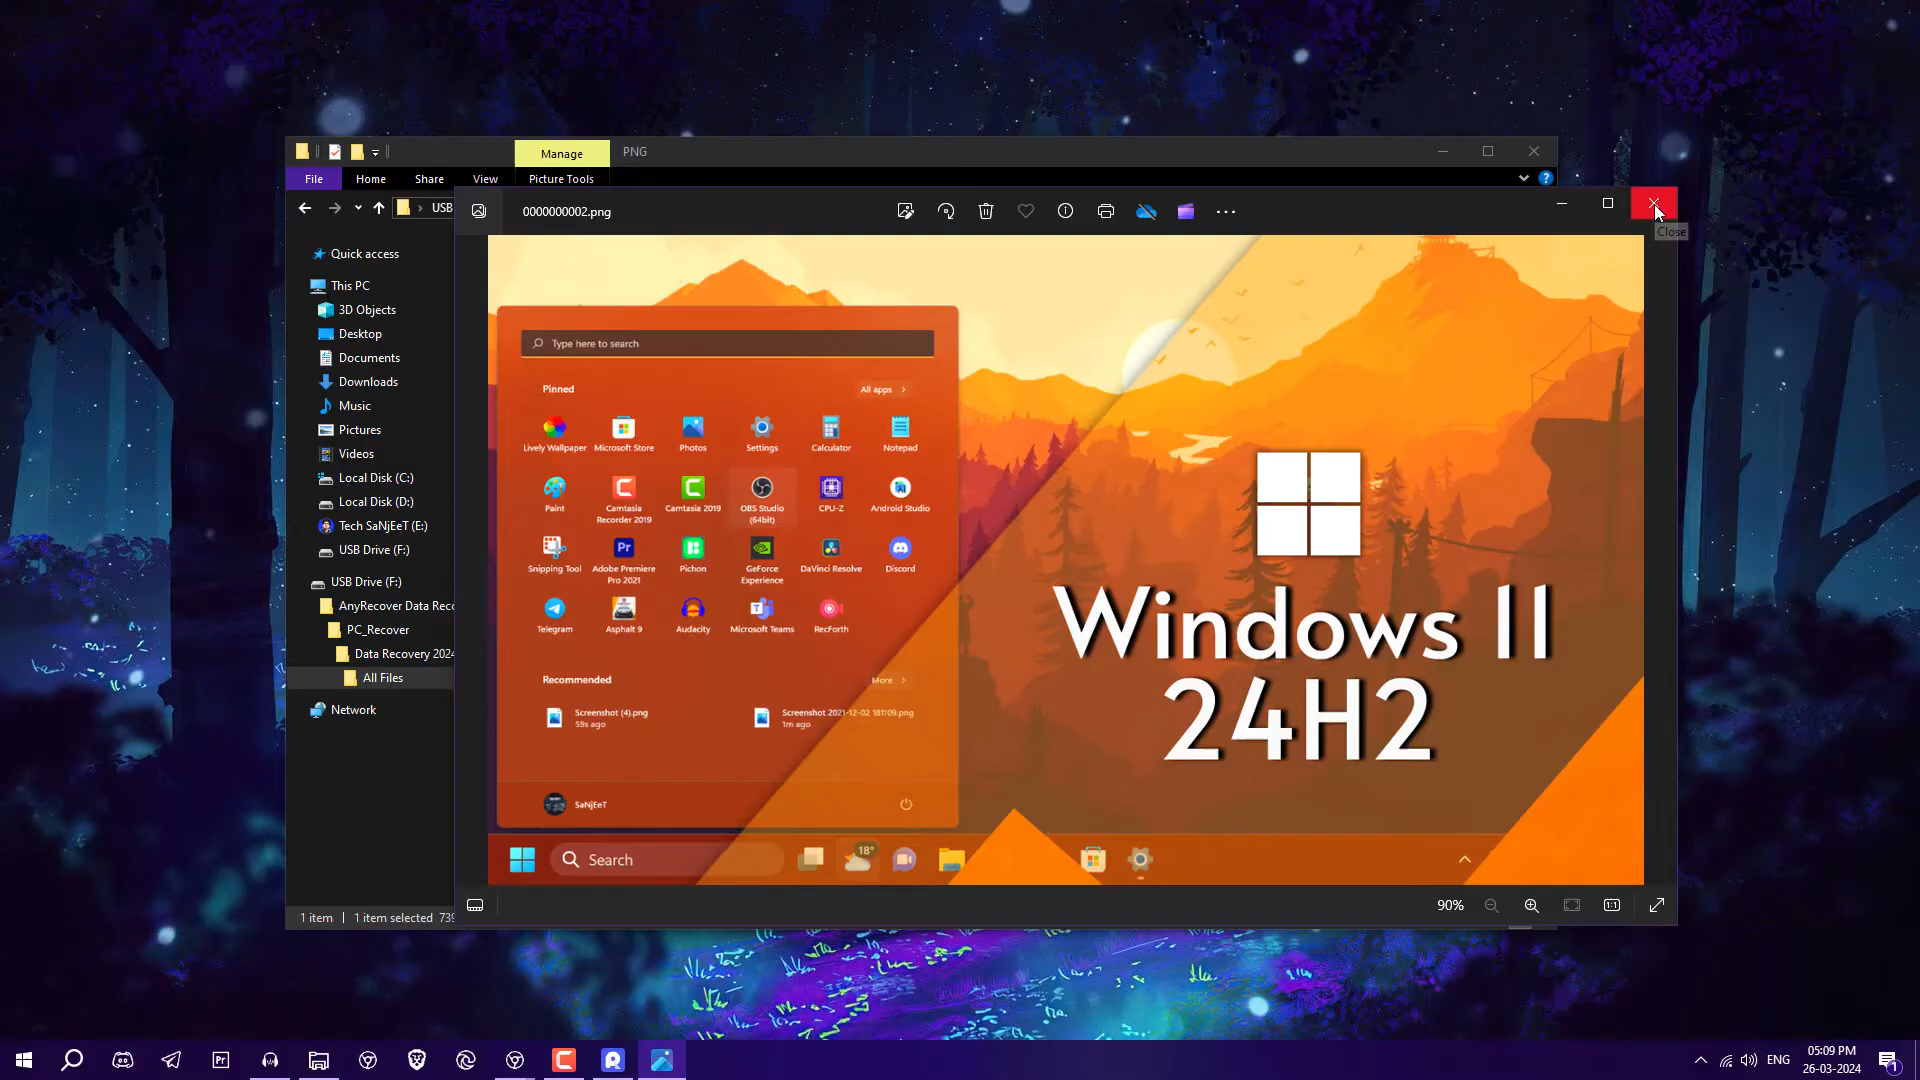 Manage
PNG
File
Home
Share
View
Picture Tools
USB
0000000002.png
Close
Quick access
This PC
3D Objects
Desktop
Documents
Downloads
Music
Pictures
Videos
Local Disk (C:)
Local Disk (D:)
Tech SaNjEeT (E:)
USB Drive (F:)
USB Drive (F:)
AnyRecover Data Reco
PC_Recover
Data Recovery 2024
All Files
Network
1 item
1 item selected 739
Type here to search
Pinned
All apps
Lively Wallpaper
Microsoft Store
Photos
Settings
Calculator
Notepad
Paint
Camtasia
Recorder 2019
Camtasia 2019
OBS Studio
(64bit)
CPU-Z
Android Studio
Snipping Tool
Adobe Premiere
Pro 2021
Pichon
GeForce
Experience
DaVinci Resolve
Discord
Telegram
Asphalt 9
Audacity
Microsoft Teams
RecForth
Recommended
More
Screenshot (4).png
59s ago
Screenshot 2021-12-02 181109.png
1m ago
SaNjEeT
Windows 11
24H2
Search
18°
90%
1:1
Pr
ENG
05:09 PM
26-03-2024
1